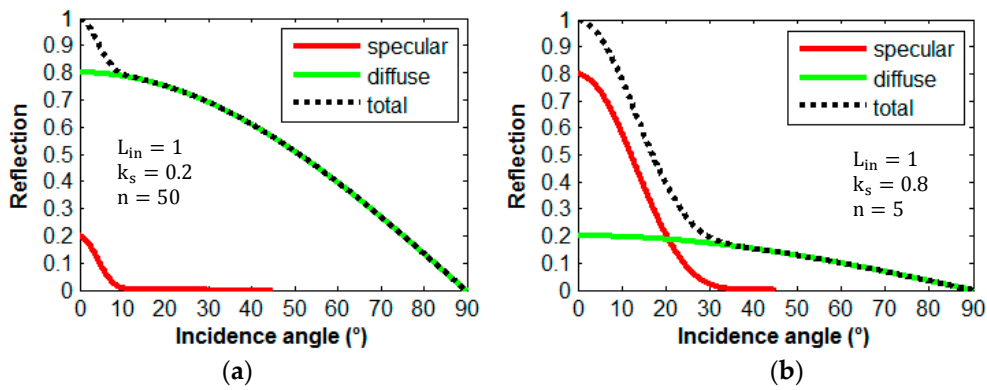 1
0.9
0.8
0.7
0.6
0.5
0.4
0.3
0.2
0.1
0
Reflection
specular
diffuse
total
L_in = 1
k_s = 0.2
n = 50
0 10 20 30 40 50 60 70 80 90
Incidence angle (°)
(a)
1
0.9
0.8
0.7
0.6
0.5
0.4
0.3
0.2
0.1
0
Reflection
specular
diffuse
total
L_in = 1
k_s = 0.8
n = 5
0 10 20 30 40 50 60 70 80 90
Incidence angle (°)
(b)